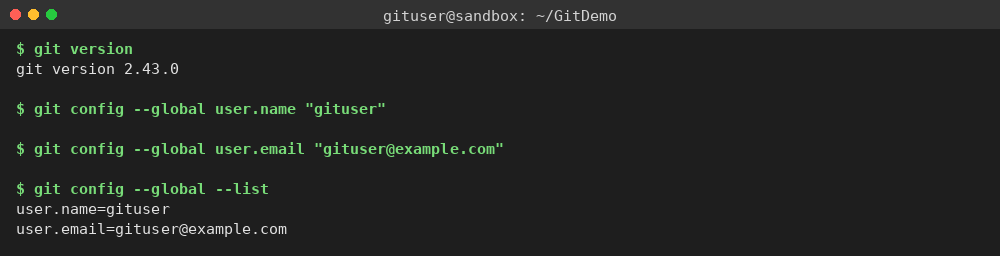 gituser@sandbox: ~/GitDemo
$ git version
git version 2.43.0
$ git config --global user.name "gituser"
$ git config --global user.email "gituser@example.com"
$ git config --global --list
user.name=gituser
user.email=gituser@example.com